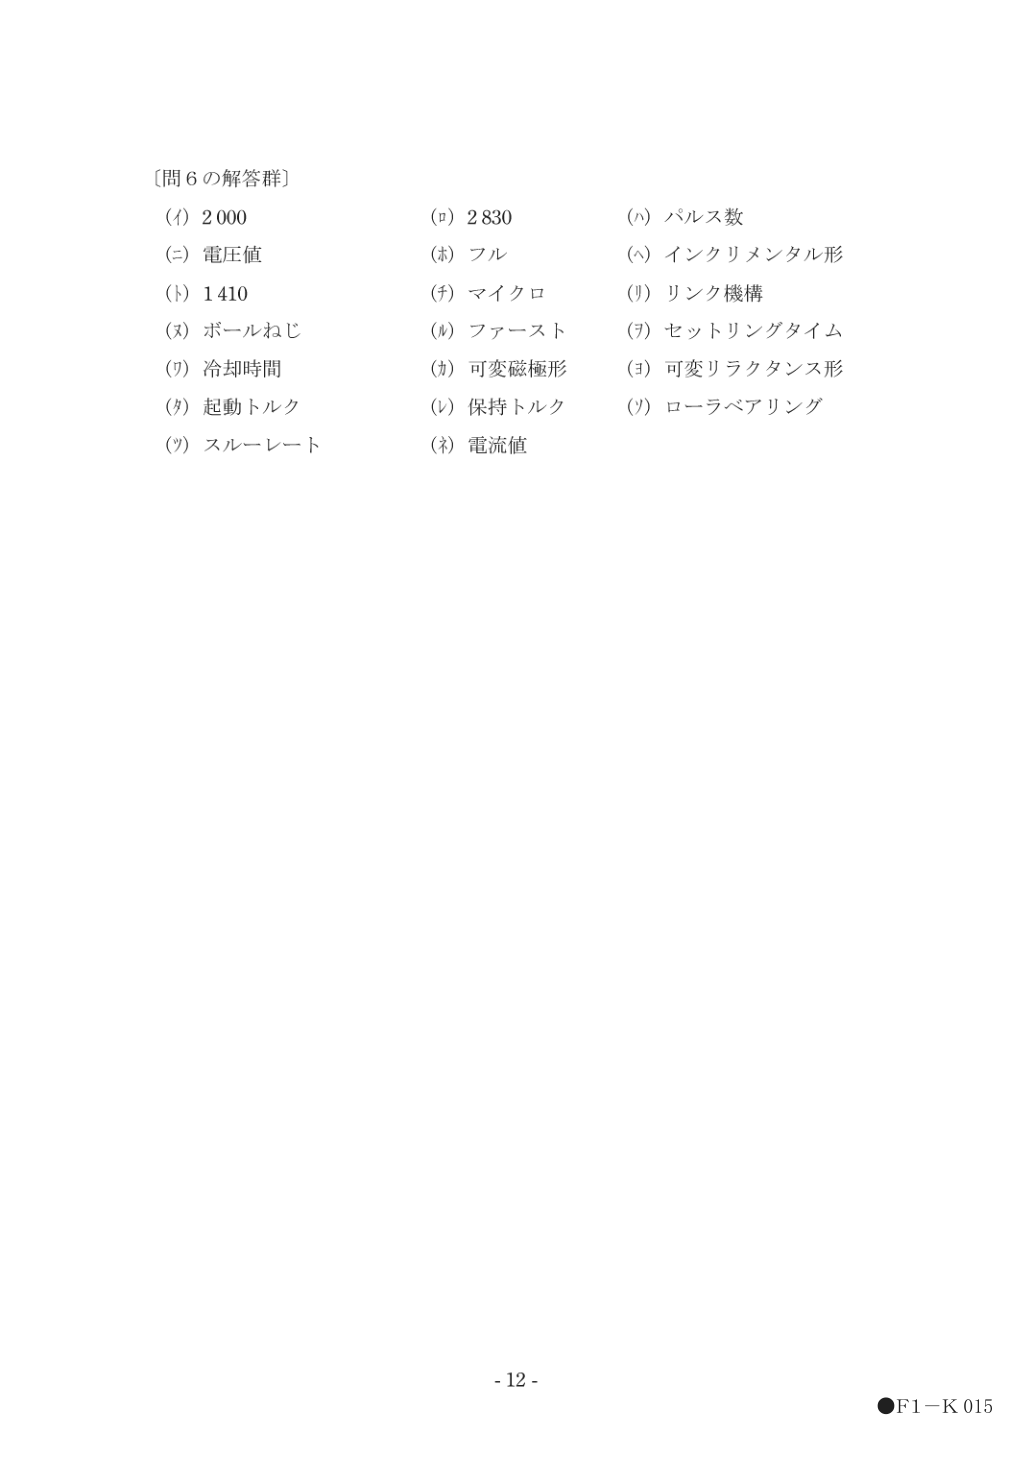 〔問6の解答群〕
(ｲ) 2 000 (ﾛ) 2 830 (ﾊ) パルス数
(ﾆ) 電圧値 (ﾎ) フル (ﾍ) インクリメンタル形
(ﾄ) 1 410 (ﾁ) マイクロ (ﾘ) リンク機構
(ﾇ) ボールねじ (ﾙ) ファースト (ｦ) セットリングタイム
(ﾜ) 冷却時間 (ｶ) 可変磁極形 (ﾖ) 可変リラクタンス形
(ﾀ) 起動トルク (ﾚ) 保持トルク (ｿ) ローラベアリング
(ﾂ) スルーレート (ﾈ) 電流値
- 12 -
●F1－K 015